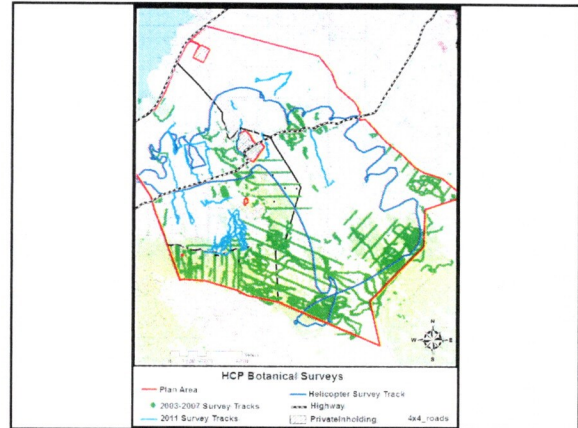 N
W E
S
HCP Botanical Surveys
Plan Area
Helicopter Survey Track
2003-2007 Survey Tracks
Highway
2011 Survey Tracks
Privateinholding
4x4_roads